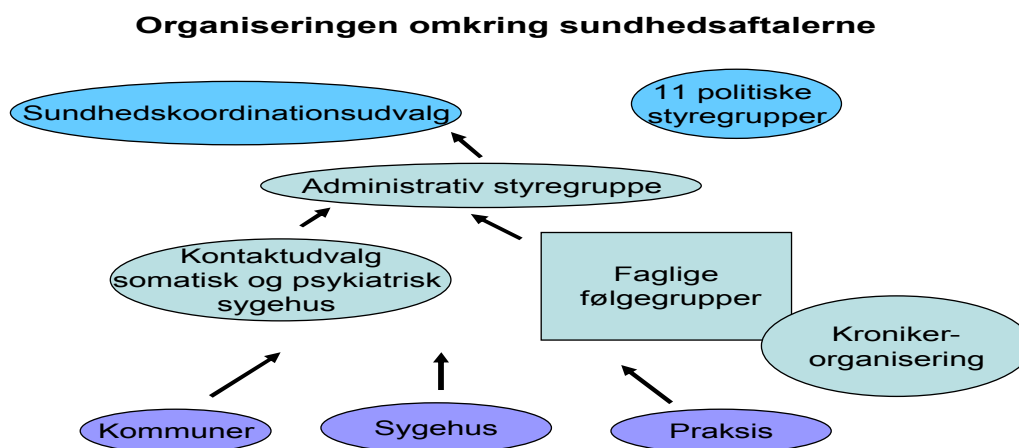 Organiseringen omkring sundhedsaftalerne
Sundhedskoordinationsudvalg
11 politiske
styregrupper
Administrativ styregruppe
Kontaktudvalg
somatisk og psykiatrisk
sygehus
Faglige
følgegrupper
Kroniker-
organisering
Kommuner
Sygehus
Praksis